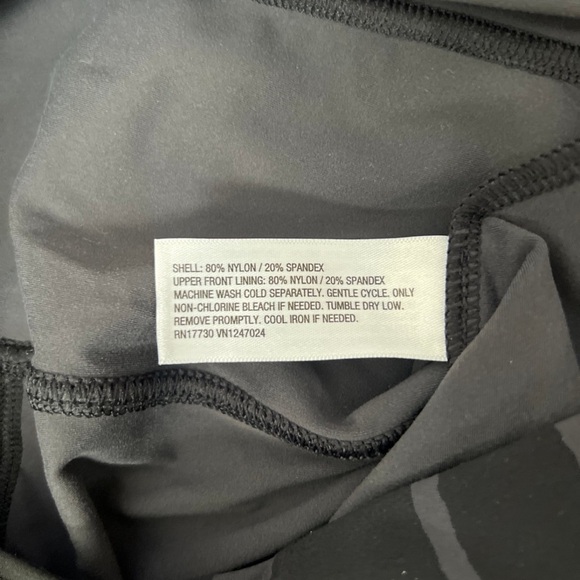 SHELL: 80% NYLON / 20% SPANDEX
UPPER FRONT LINING: 80% NYLON / 20% SPANDEX
MACHINE WASH COLD SEPARATELY. GENTLE CYCLE. ONLY
NON-CHLORINE BLEACH IF NEEDED. TUMBLE DRY LOW.
REMOVE PROMPTLY. COOL IRON IF NEEDED.
RN17730 VN1247024